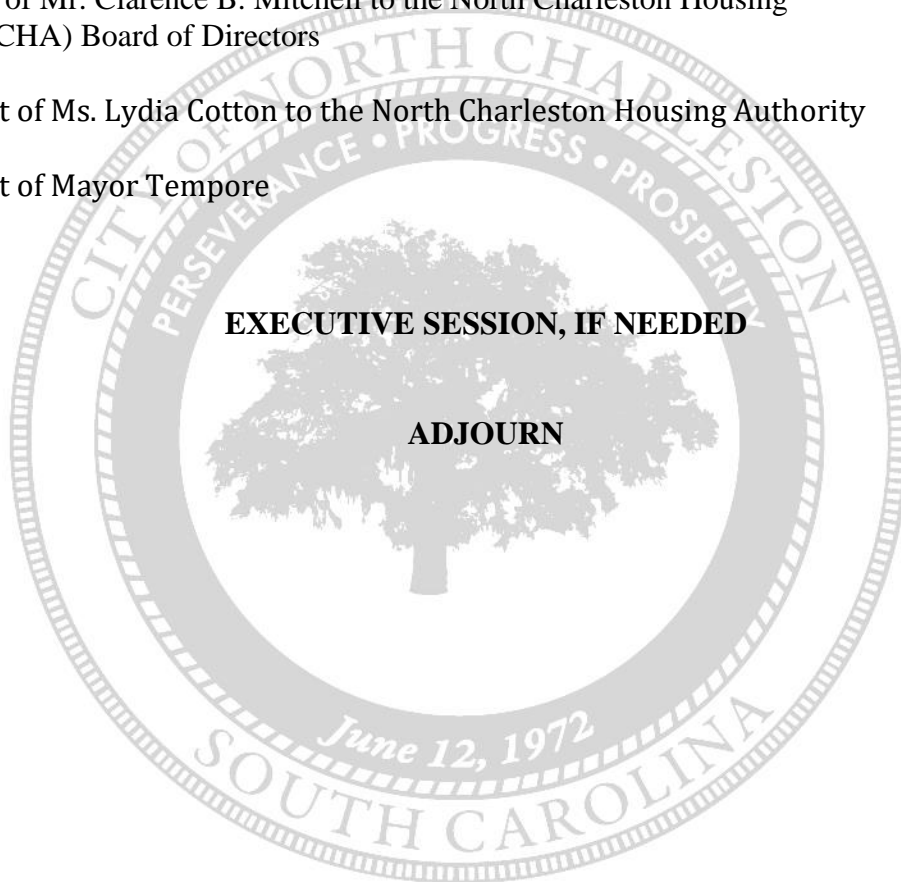 of Mr. Clarence B. Mitchell to the North Charleston Housing
CHA) Board of Directors
t of Ms. Lydia Cotton to the North Charleston Housing Authority
t of Mayor Tempore
EXECUTIVE SESSION, IF NEEDED
ADJOURN
CITY OF NORTH CHARLESTON
PERSEVERANCE • PROGRESS • PROSPERITY
June 12, 1972
SOUTH CAROLINA